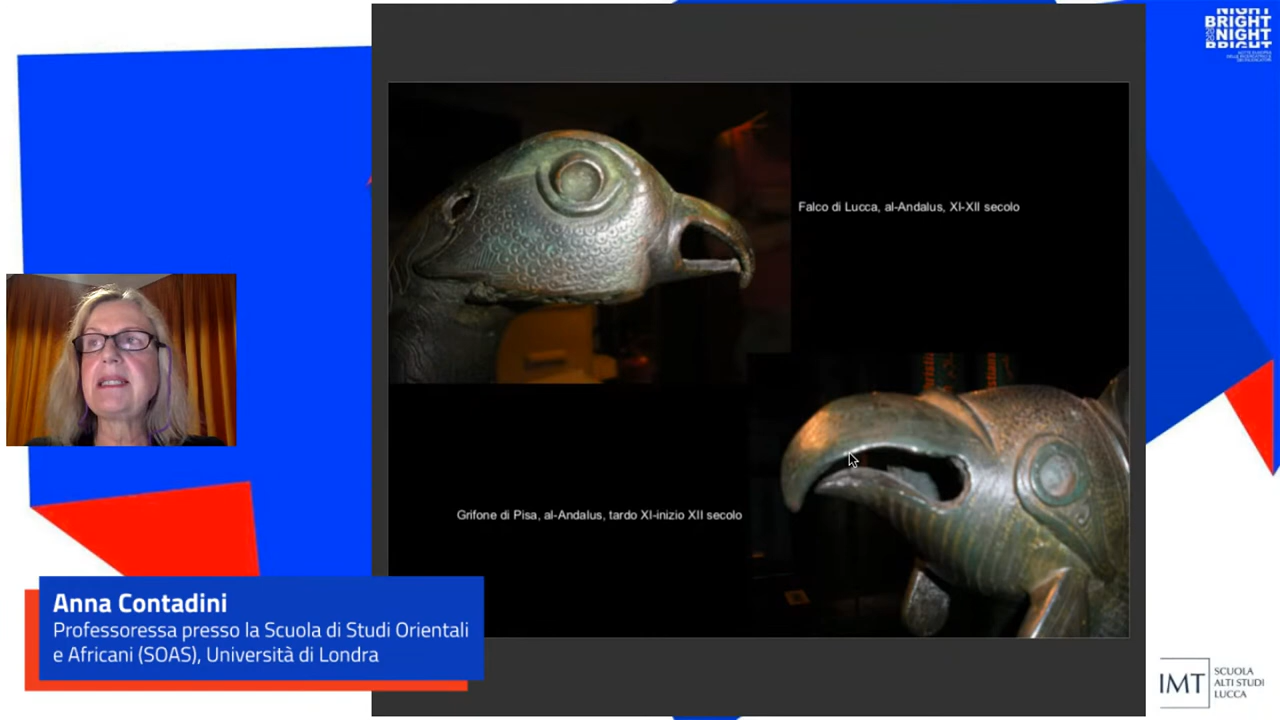 NIGHT
BRIGHT
NIGHT
BRIGHT
Falco di Lucca, al-Andalus, XI-XII secolo
Grifone di Pisa, al-Andalus, tardo XI-inizio XII secolo
Anna Contadini
Professoressa presso la Scuola di Studi Orientali
e Africani (SOAS), Università di Londra
IMT
SCUOLA
ALTI STUDI
LUCCA